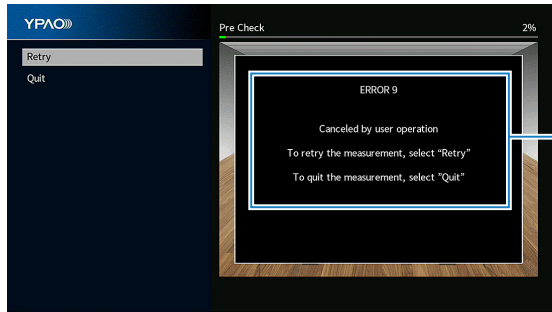 YPAO
Pre Check 2%
Retry
Quit
ERROR 9
Canceled by user operation
To retry the measurement, select “Retry”
To quit the measurement, select ”Quit”